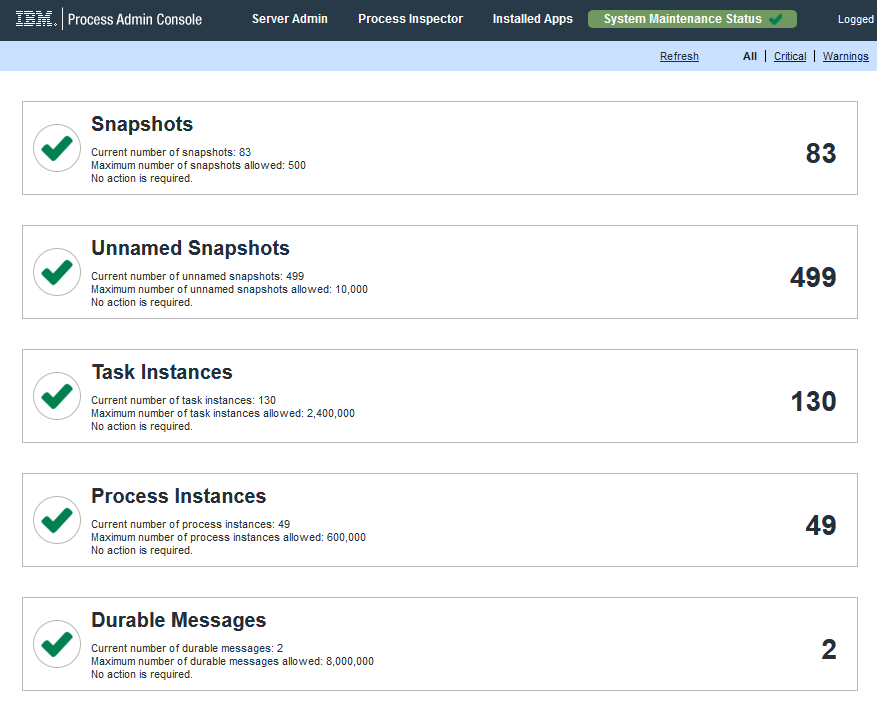 IBM. Process Admin Console Server Admin Process Inspector Installed Apps System Maintenance Status Logged
Refresh All | Critical | Warnings
Snapshots
Current number of snapshots: 83
Maximum number of snapshots allowed: 500
No action is required.
83
Unnamed Snapshots
Current number of unnamed snapshots: 499
Maximum number of unnamed snapshots allowed: 10,000
No action is required.
499
Task Instances
Current number of task instances: 130
Maximum number of task instances allowed: 2,400,000
No action is required.
130
Process Instances
Current number of process instances: 49
Maximum number of process instances allowed: 600,000
No action is required.
49
Durable Messages
Current number of durable messages: 2
Maximum number of durable messages allowed: 8,000,000
No action is required.
2